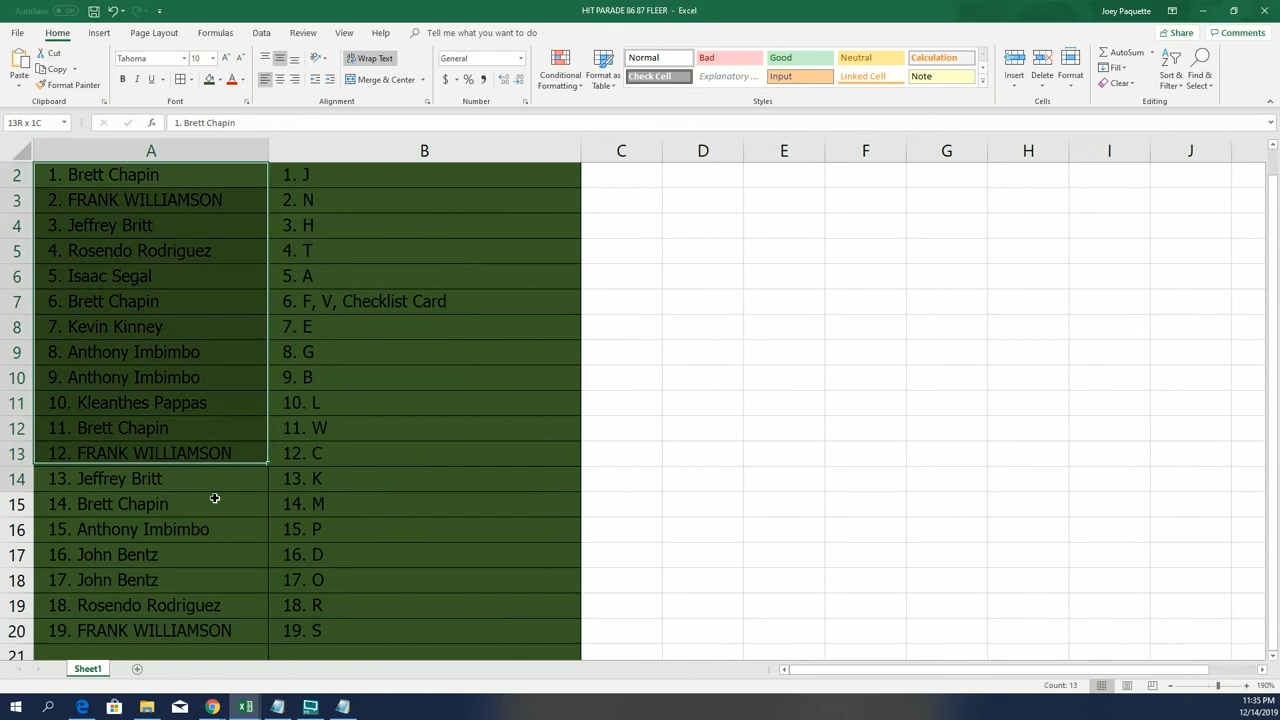 AutoSave Off
HIT PARADE 86 87 FLEER - Excel
Joey Paquette
File Home Insert Page Layout Formulas Data Review View Help Tell me what you want to do
Share Comments
Paste Cut
Copy
Format Painter
Clipboard
Tahoma 10
B I U
Font
Wrap Text
Merge & Center
Alignment
General
$ % ,
Number
Conditional Formatting
Format as Table
Normal Bad Good Neutral Calculation
Check Cell Explanatory ... Input Linked Cell Note
Styles
Insert Delete Format
Cells
AutoSum
Fill
Clear
Sort & Filter
Find & Select
Editing
13R x 1C fx 1. Brett Chapin
A B C D E F G H I J
2 1. Brett Chapin 1. J
3 2. FRANK WILLIAMSON 2. N
4 3. Jeffrey Britt 3. H
5 4. Rosendo Rodriguez 4. T
6 5. Isaac Segal 5. A
7 6. Brett Chapin 6. F, V, Checklist Card
8 7. Kevin Kinney 7. E
9 8. Anthony Imbimbo 8. G
10 9. Anthony Imbimbo 9. B
11 10. Kleanthes Pappas 10. L
12 11. Brett Chapin 11. W
13 12. FRANK WILLIAMSON 12. C
14 13. Jeffrey Britt 13. K
15 14. Brett Chapin 14. M
16 15. Anthony Imbimbo 15. P
17 16. John Bentz 16. D
18 17. John Bentz 17. O
19 18. Rosendo Rodriguez 18. R
20 19. FRANK WILLIAMSON 19. S
21
Sheet1
Count: 13 190%
11:35 PM
12/14/2019